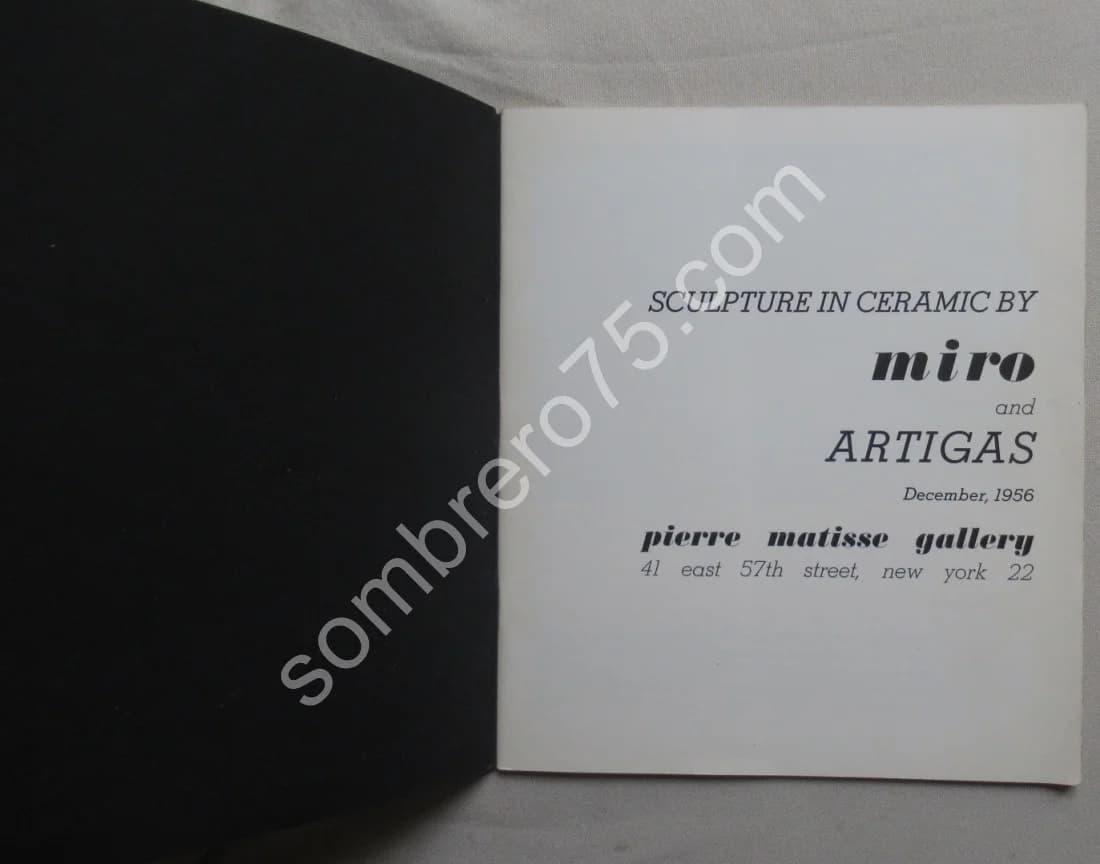 SCULPTURE IN CERAMIC BY
miro
and
ARTIGAS
December, 1956
pierre matisse gallery
41 east 57th street, new york 22
sombrero75.com